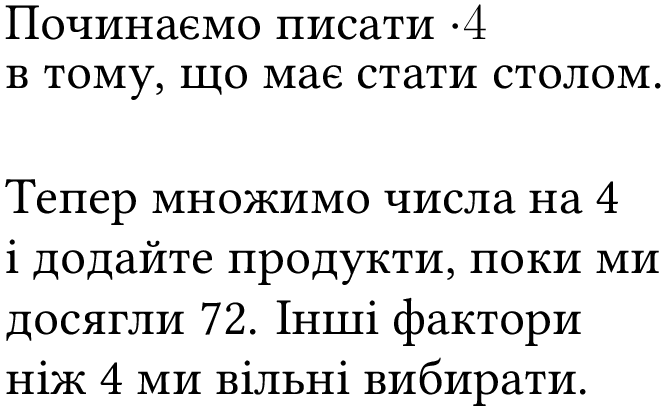 Починаємо писати ·4
в тому, що має стати столом.
Тепер множимо числа на 4
і додайте продукти, поки ми
досягли 72. Інші фактори
ніж 4 ми вільні вибирати.